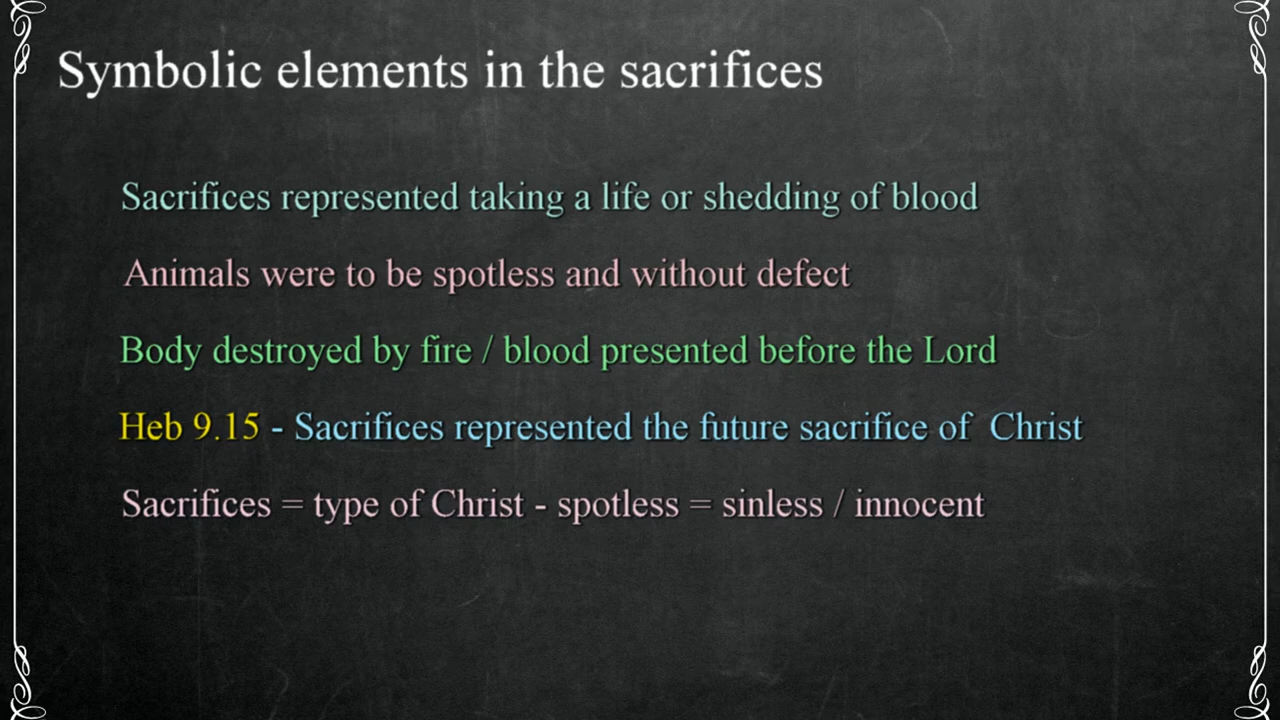 Symbolic elements in the sacrifices
Sacrifices represented taking a life or shedding of blood
Animals were to be spotless and without defect
Body destroyed by fire / blood presented before the Lord
Heb 9.15 - Sacrifices represented the future sacrifice of Christ
Sacrifices = type of Christ - spotless = sinless / innocent